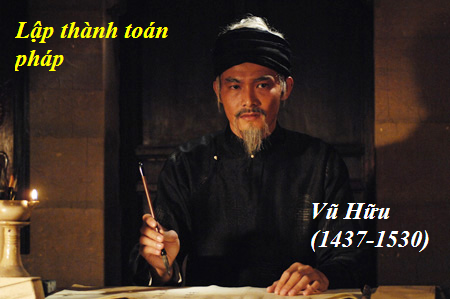 Lập thành toán
pháp
Vũ Hữu
(1437-1530)